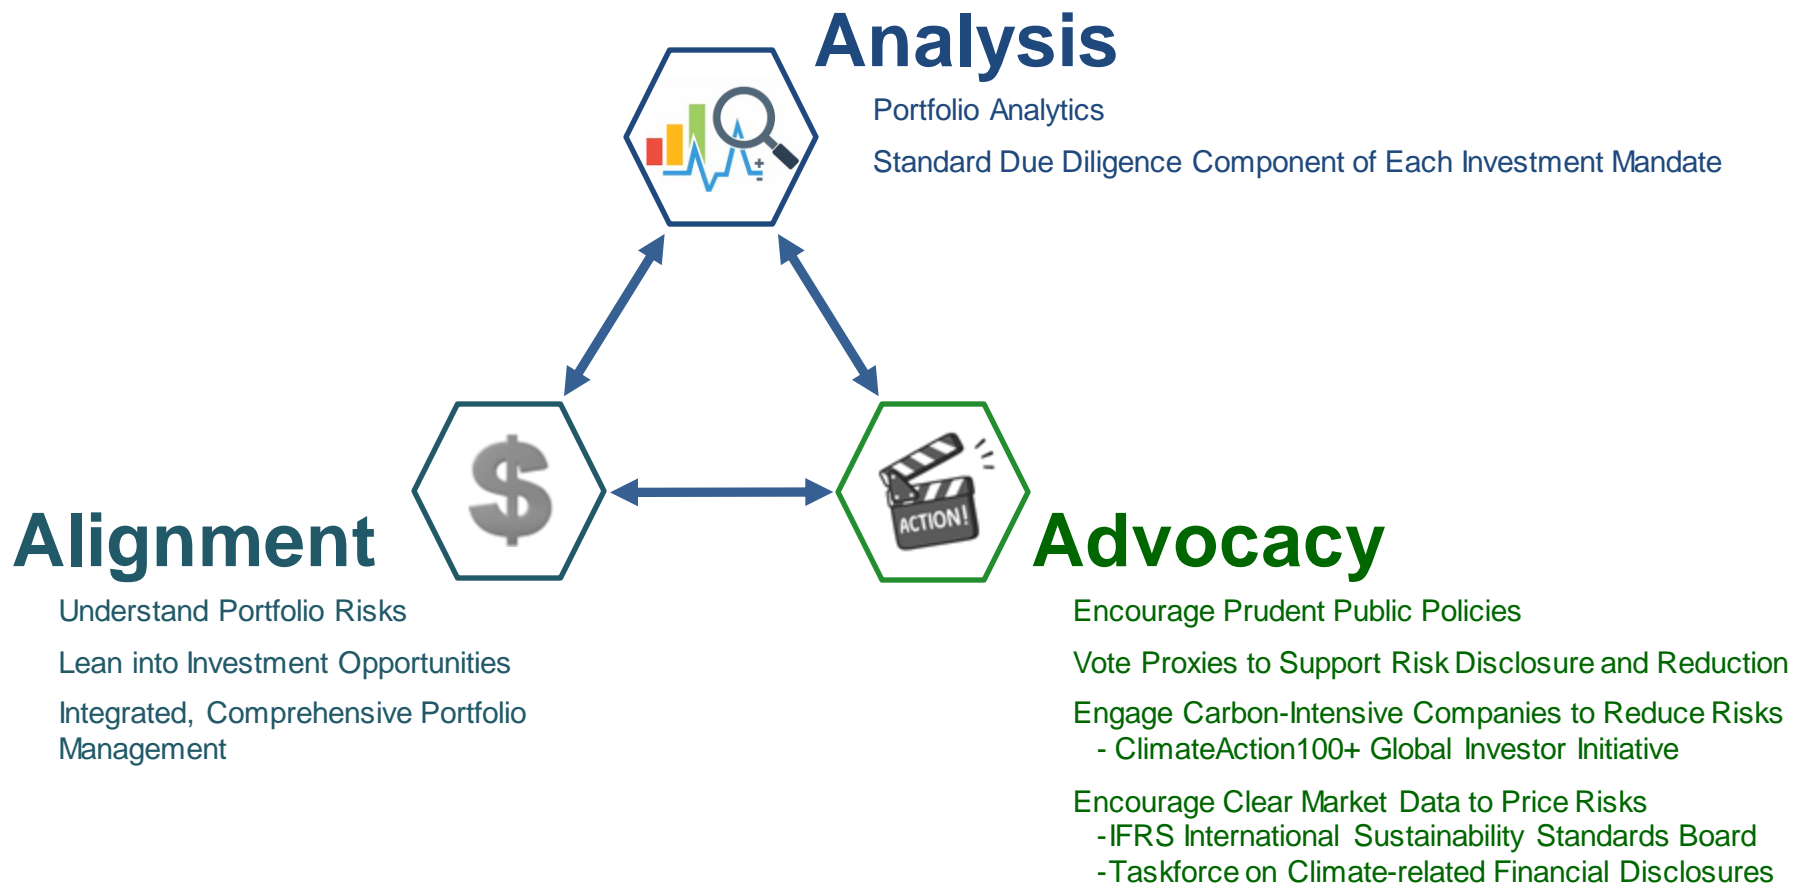 Analysis
Portfolio Analytics
Standard Due Diligence Component of Each Investment Mandate
ACTION!
Alignment
Understand Portfolio Risks
Lean into Investment Opportunities
Integrated, Comprehensive Portfolio
Management
Advocacy
Encourage Prudent Public Policies
Vote Proxies to Support Risk Disclosure and Reduction
Engage Carbon-Intensive Companies to Reduce Risks
- ClimateAction100+ Global Investor Initiative
Encourage Clear Market Data to Price Risks
-IFRS International Sustainability Standards Board
-Taskforce on Climate-related Financial Disclosures